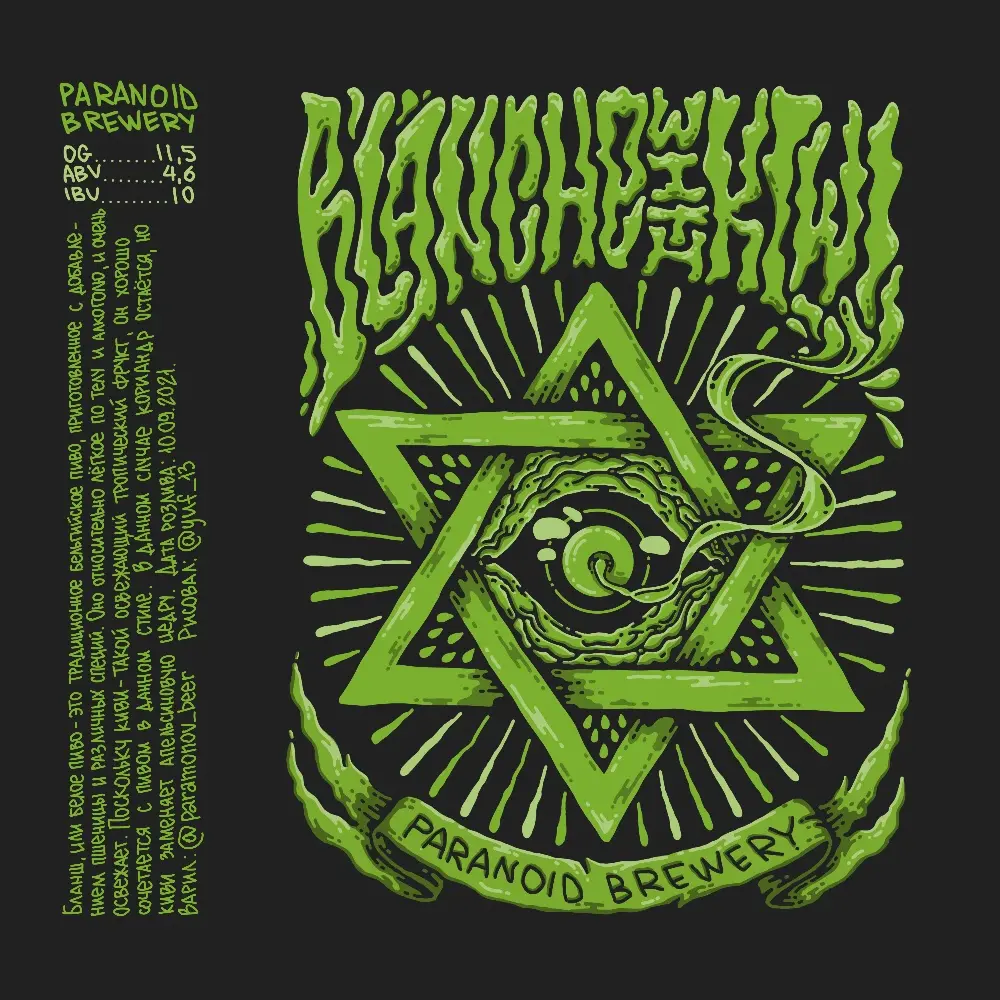 PARANOID
BREWERY
OG........11,5
ABV........4,6
IBU.........10
Бланш, или белое пиво - это традиционное бельгийское пиво, приготовленное с добавле-
нием пшеницы и различных специй. Оно относительно лёгкое по телу и алкоголю, и очень
освежает. Поскольку киви - такой освежающий тропический фрукт, он хорошо
сочетается с пивом в данном стиле. В данном случае кориандр остаётся, но
киви заменяет апельсиновую цедру. Дата розлива: 10.09.2021.
Варил: @paramonov_beer Рисовал: @aynf_x13
BLANCHE WITH KIWI
PARANOID BREWERY